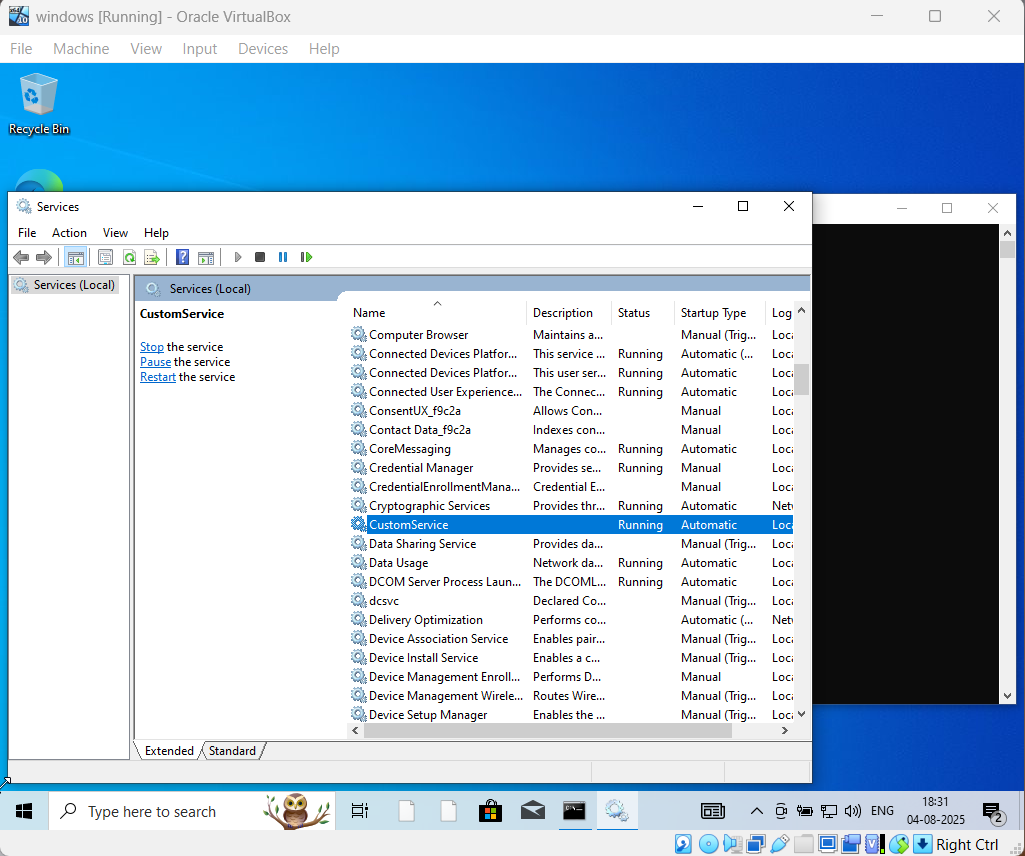 windows [Running] - Oracle VirtualBox
File Machine View Input Devices Help
Recycle Bin
Services
File Action View Help
Services (Local)
Services (Local)
CustomService
Stop the service
Pause the service
Restart the service
Name Description Status Startup Type Log
Computer Browser Maintains a... Manual (Trig... Loca
Connected Devices Platfor... This service ... Running Automatic (... Loca
Connected Devices Platfor... This user ser... Running Automatic Loca
Connected User Experience... The Connec... Running Automatic Loca
ConsentUX_f9c2a Allows Con... Manual Loca
Contact Data_f9c2a Indexes con... Manual Loca
CoreMessaging Manages co... Running Automatic Loca
Credential Manager Provides se... Running Manual Loca
CredentialEnrollmentMana... Credential E... Manual Loca
Cryptographic Services Provides thr... Running Automatic Netv
CustomService Running Automatic Loca
Data Sharing Service Provides da... Manual (Trig... Loca
Data Usage Network da... Running Automatic Loca
DCOM Server Process Laun... The DCOML... Running Automatic Loca
dcsvc Declared Co... Manual (Trig... Loca
Delivery Optimization Performs co... Automatic (... Netv
Device Association Service Enables pair... Manual (Trig... Loca
Device Install Service Enables a c... Manual (Trig... Loca
Device Management Enroll... Performs D... Manual Loca
Device Management Wirele... Routes Wire... Manual (Trig... Loca
Device Setup Manager Enables the ... Manual (Trig... Loca
Extended Standard
Type here to search
ENG
18:31
04-08-2025
2
Right Ctrl